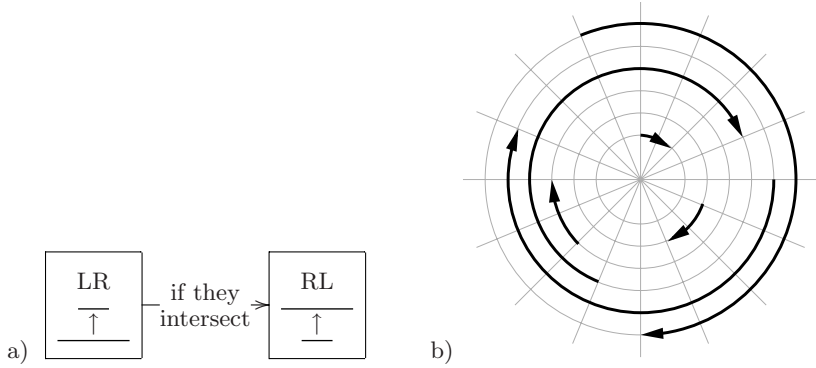 LR
if they
intersect
RL
a)
b)